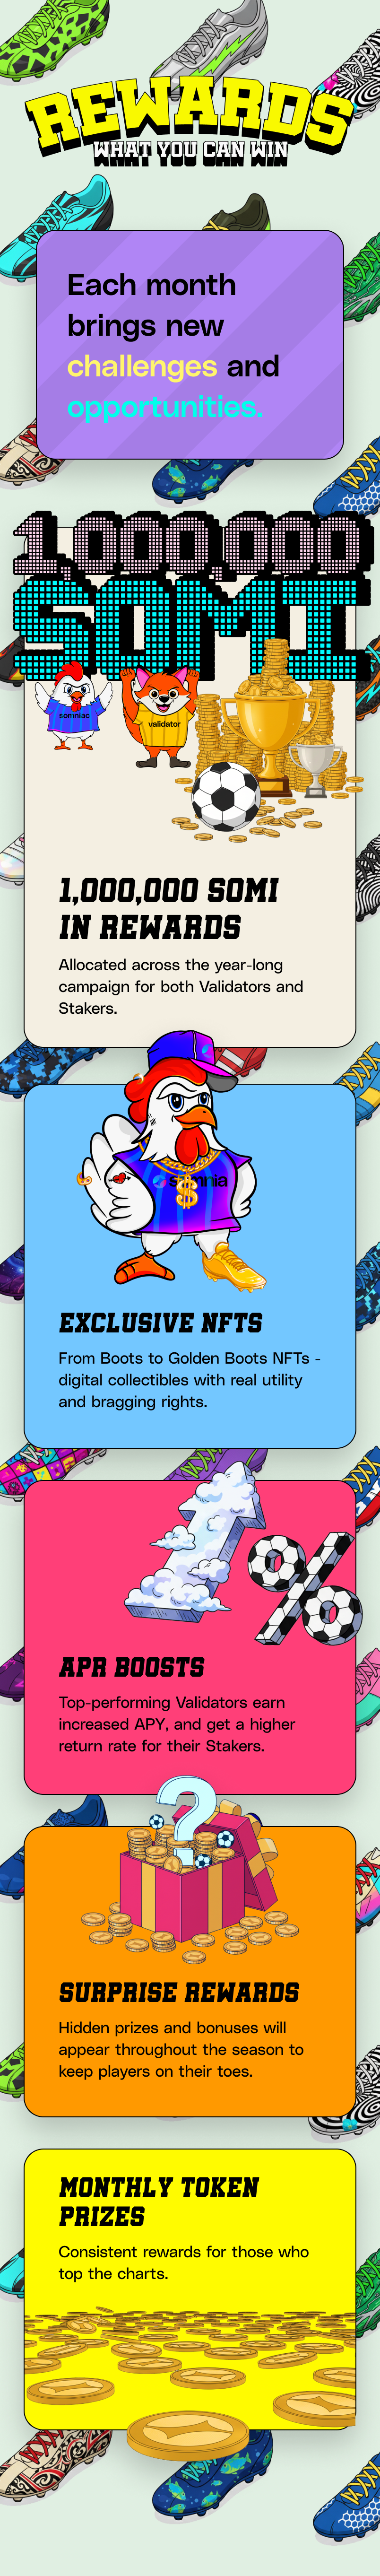 REWARDS
WHAT YOU CAN WIN
Each month
brings new
challenges and
opportunities.
1,000,000
SOMI
somniac
validator
1,000,000 SOMI
IN REWARDS
Allocated across the year-long
campaign for both Validators and
Stakers.
somnia
EXCLUSIVE NFTS
From Boots to Golden Boots NFTs -
digital collectibles with real utility
and bragging rights.
%
APR BOOSTS
Top-performing Validators earn
increased APY, and get a higher
return rate for their Stakers.
?
SURPRISE REWARDS
Hidden prizes and bonuses will
appear throughout the season to
keep players on their toes.
MONTHLY TOKEN
PRIZES
Consistent rewards for those who
top the charts.